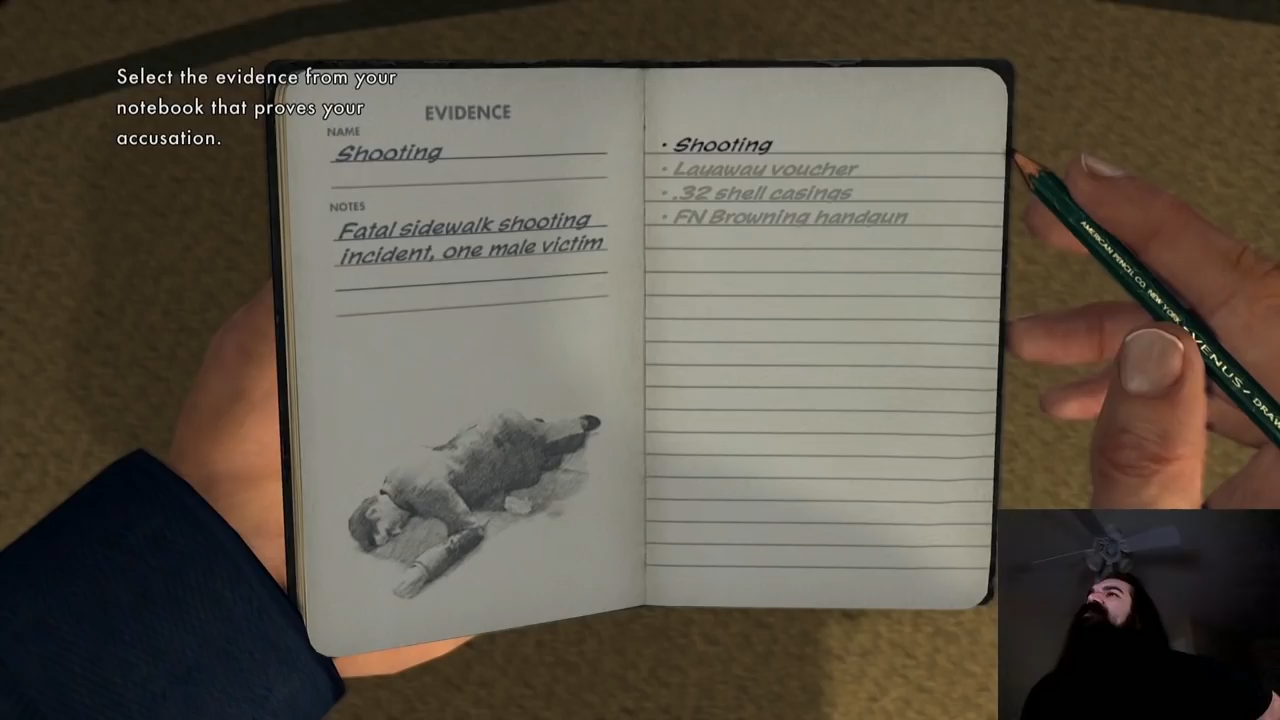 Select the evidence from your
notebook that proves your
accusation.
EVIDENCE
NAME
Shooting
NOTES
Fatal sidewalk shooting
incident, one male victim
• Shooting
• Layaway voucher
• .32 shell casings
• FN Browning handgun
AMERICAN PENCIL CO. NEW YORK VENUS / DRAW